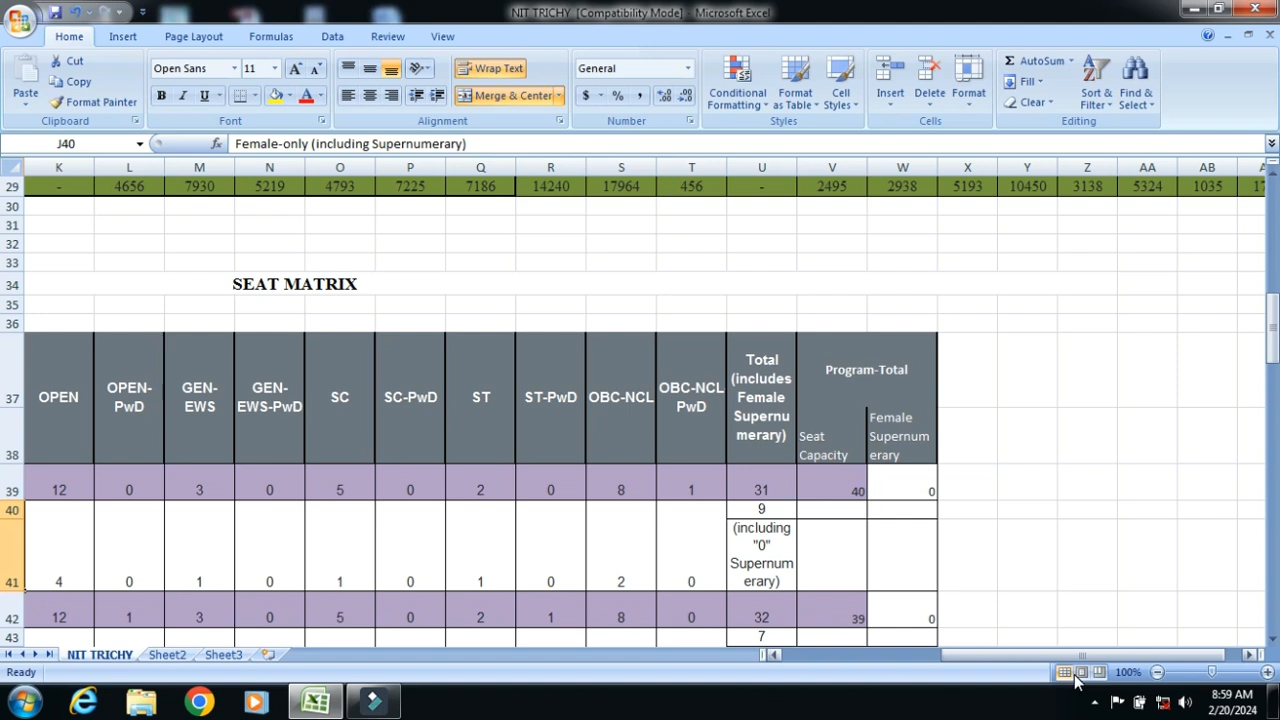 NIT TRICHY  [Compatibility Mode] - Microsoft Excel
Home Insert Page Layout Formulas Data Review View
Paste Cut Copy Format Painter Clipboard
Open Sans 11 A A B I U A Font
Wrap Text Merge & Center Alignment
General $ % , Number
Conditional Formatting Format as Table Cell Styles Styles
Insert Delete Format Cells
Σ AutoSum Fill Clear Sort & Filter Find & Select Editing
J40 fx Female-only (including Supernumerary)
K L M N O P Q R S T U V W X Y Z AA AB
29 - 4656 7930 5219 4793 7225 7186 14240 17964 456 - 2495 2938 5193 10450 3138 5324 1035
30
31
32
33
34 SEAT MATRIX
35
36
37 OPEN OPEN-PwD GEN-EWS GEN-EWS-PwD SC SC-PwD ST ST-PwD OBC-NCL OBC-NCL PwD Total (includes Female Supernumerary) Program-Total
38 Seat Capacity Female Supernumerary
39 12 0 3 0 5 0 2 0 8 1 31 40 0
40 9
41 4 0 1 0 1 0 1 0 2 0 (including "0" Supernumerary)
42 12 1 3 0 5 0 2 1 8 0 32 39 0
43 7
NIT TRICHY Sheet2 Sheet3
Ready 100%
8:59 AM
2/20/2024